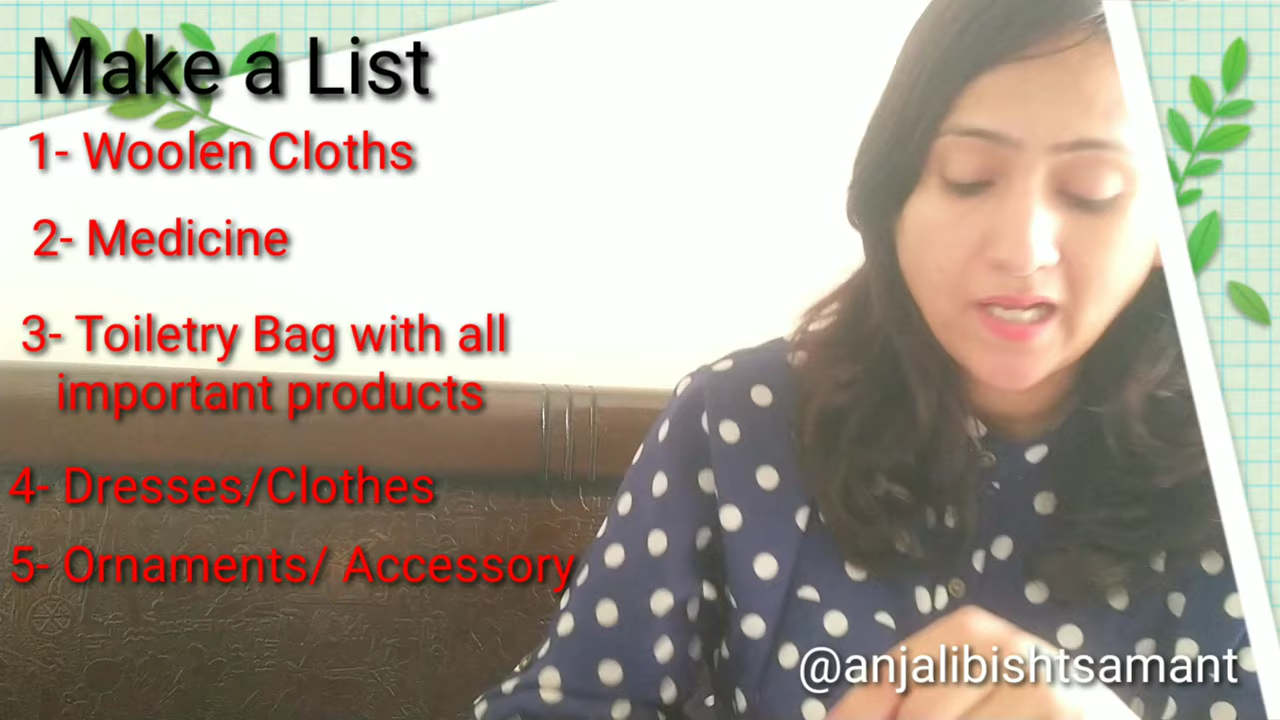 Make a List
1- Woolen Cloths
2- Medicine
3- Toiletry Bag with all
important products
4- Dresses/Clothes
5- Ornaments/ Accessory
@anjalibishtsamant